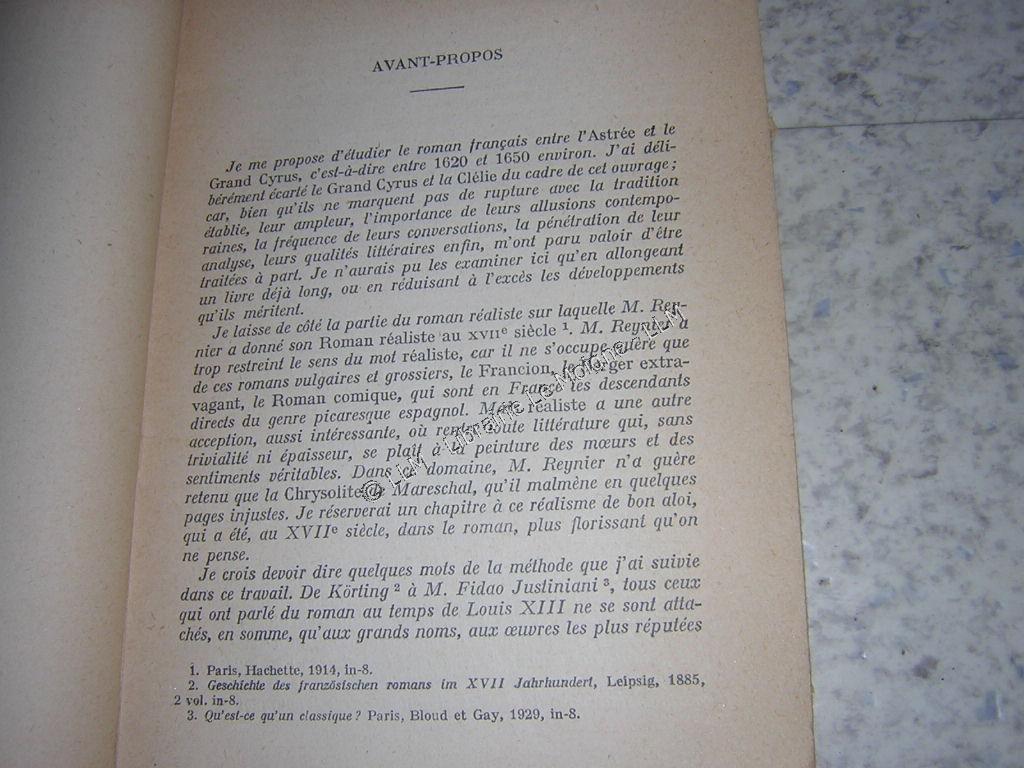 AVANT-PROPOS
Je me propose d'étudier le roman français entre l'Astrée et le
Grand Cyrus, c'est-à-dire entre 1620 et 1650 environ. J'ai déli-
bérément écarté le Grand Cyrus et la Clélie du cadre de cet ouvrage ;
car, bien qu'ils ne marquent pas de rupture avec la tradition
établie, leur ampleur, l'importance de leurs allusions contempo-
raines, la fréquence de leurs conversations, la pénétration de leur
analyse, leurs qualités littéraires enfin, m'ont paru valoir d'être
traitées à part. Je n'aurais pu les examiner ici qu'en allongeant
un livre déjà long, ou en réduisant à l'excès les développements
qu'ils méritent.
Je laisse de côté la partie du roman réaliste sur laquelle M. Rey-
nier a donné son Roman réaliste au XVIIe siècle 1. M. Reynier a
trop restreint le sens du mot réaliste, car il ne s'occupe guère que
de ces romans vulgaires et grossiers, le Francion, le Berger extra-
vagant, le Roman comique, qui sont en France les descendants
directs du genre picaresque espagnol. Mais réaliste a une autre
acception, aussi intéressante, où rentre toute littérature qui, sans
trivialité ni épaisseur, se plaît à la peinture des mœurs et des
sentiments véritables. Dans ce domaine, M. Reynier n'a guère
retenu que la Chrysolite de Mareschal, qu'il malmène en quelques
pages injustes. Je réserverai un chapitre à ce réalisme de bon aloi,
qui a été, au XVIIe siècle, dans le roman, plus florissant qu'on
ne pense.
Je crois devoir dire quelques mots de la méthode que j'ai suivie
dans ce travail. De Körting 2 à M. Fidao Justiniani 3, tous ceux
qui ont parlé du roman au temps de Louis XIII ne se sont atta-
chés, en somme, qu'aux grands noms, aux œuvres les plus réputées
1. Paris, Hachette, 1914, in-8.
2. Geschichte des französischen romans im XVII Jahrhundert, Leipsig, 1885,
2 vol. in-8.
3. Qu'est-ce qu'un classique ? Paris, Bloud et Gay, 1929, in-8.
© LLM - Librairie Le Motone - LLM